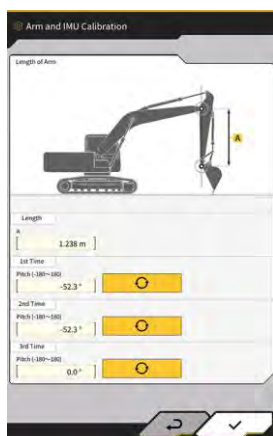 Arm and IMU Calibration
Length of Arm
A
Length
A
[ 1.238 m ]
1st Time
Pitch (-180~180)
[ -52.3° ]
2nd Time
Pitch (-180~180)
[ -52.3° ]
3rd Time
Pitch (-180~180)
[ 0.0° ]